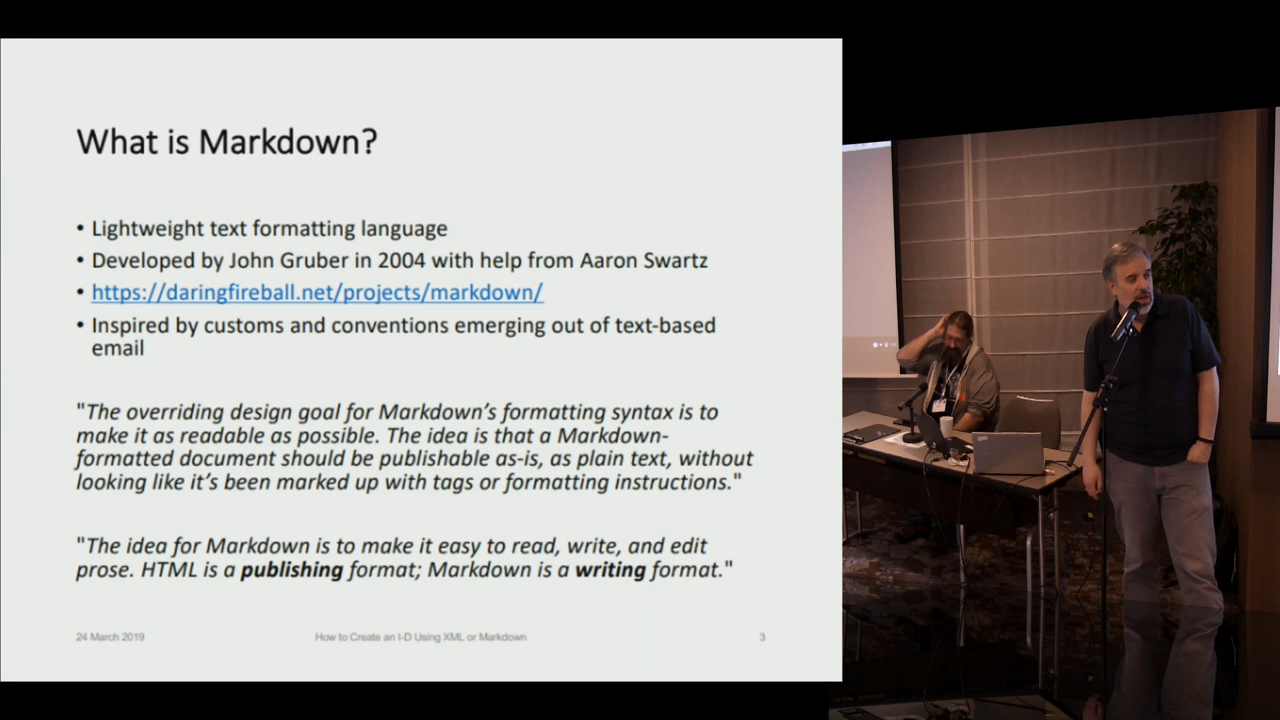 What is Markdown?
• Lightweight text formatting language
• Developed by John Gruber in 2004 with help from Aaron Swartz
• https://daringfireball.net/projects/markdown/
• Inspired by customs and conventions emerging out of text-based
email
"The overriding design goal for Markdown’s formatting syntax is to
make it as readable as possible. The idea is that a Markdown-
formatted document should be publishable as-is, as plain text, without
looking like it’s been marked up with tags or formatting instructions."
"The idea for Markdown is to make it easy to read, write, and edit
prose. HTML is a publishing format; Markdown is a writing format."
24 March 2019 How to Create an I-D Using XML or Markdown 3